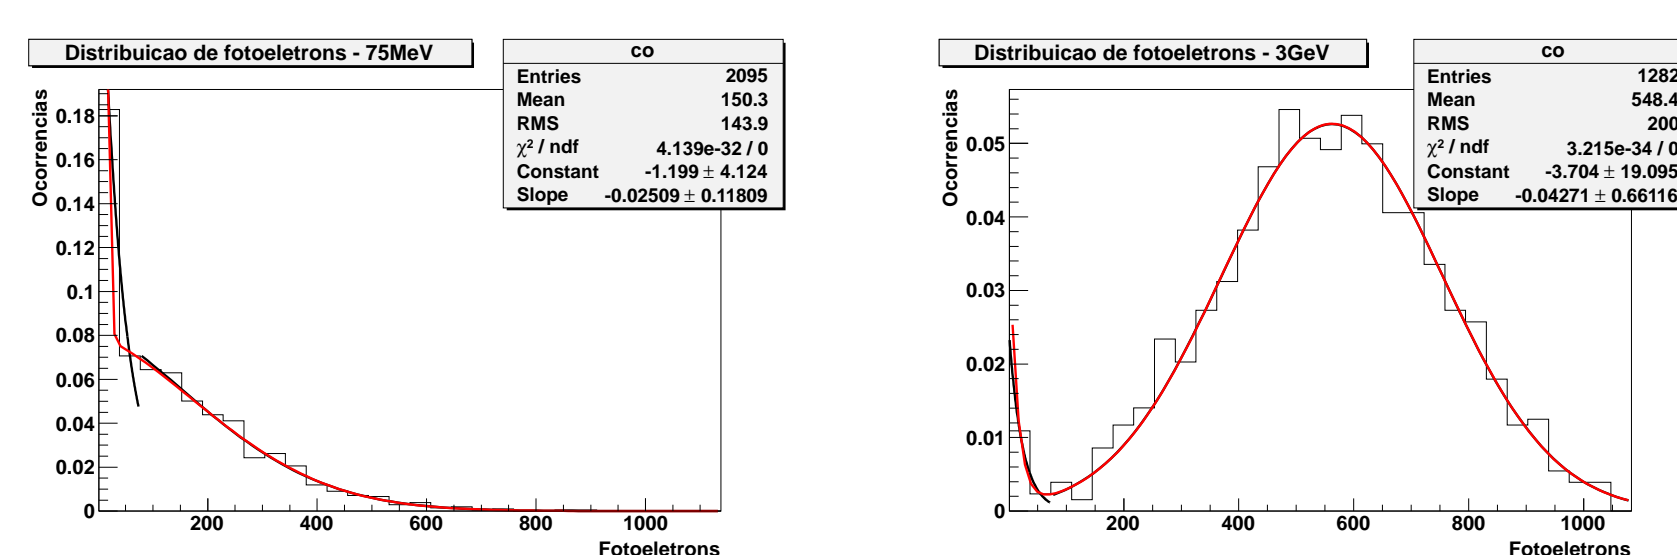 Distribuicao de fotoeletrons - 75MeV
co
Entries 2095
Mean 150.3
RMS 143.9
χ² / ndf 4.139e-32 / 0
Constant -1.199 ± 4.124
Slope -0.02509 ± 0.11809
Ocorrencias
0.18
0.16
0.14
0.12
0.1
0.08
0.06
0.04
0.02
0
200 400 600 800 1000
Fotoeletrons
Distribuicao de fotoeletrons - 3GeV
co
Entries 1282
Mean 548.4
RMS 200
χ² / ndf 3.215e-34 / 0
Constant -3.704 ± 19.095
Slope -0.04271 ± 0.66116
Ocorrencias
0.05
0.04
0.03
0.02
0.01
0
200 400 600 800 1000
Fotoeletrons